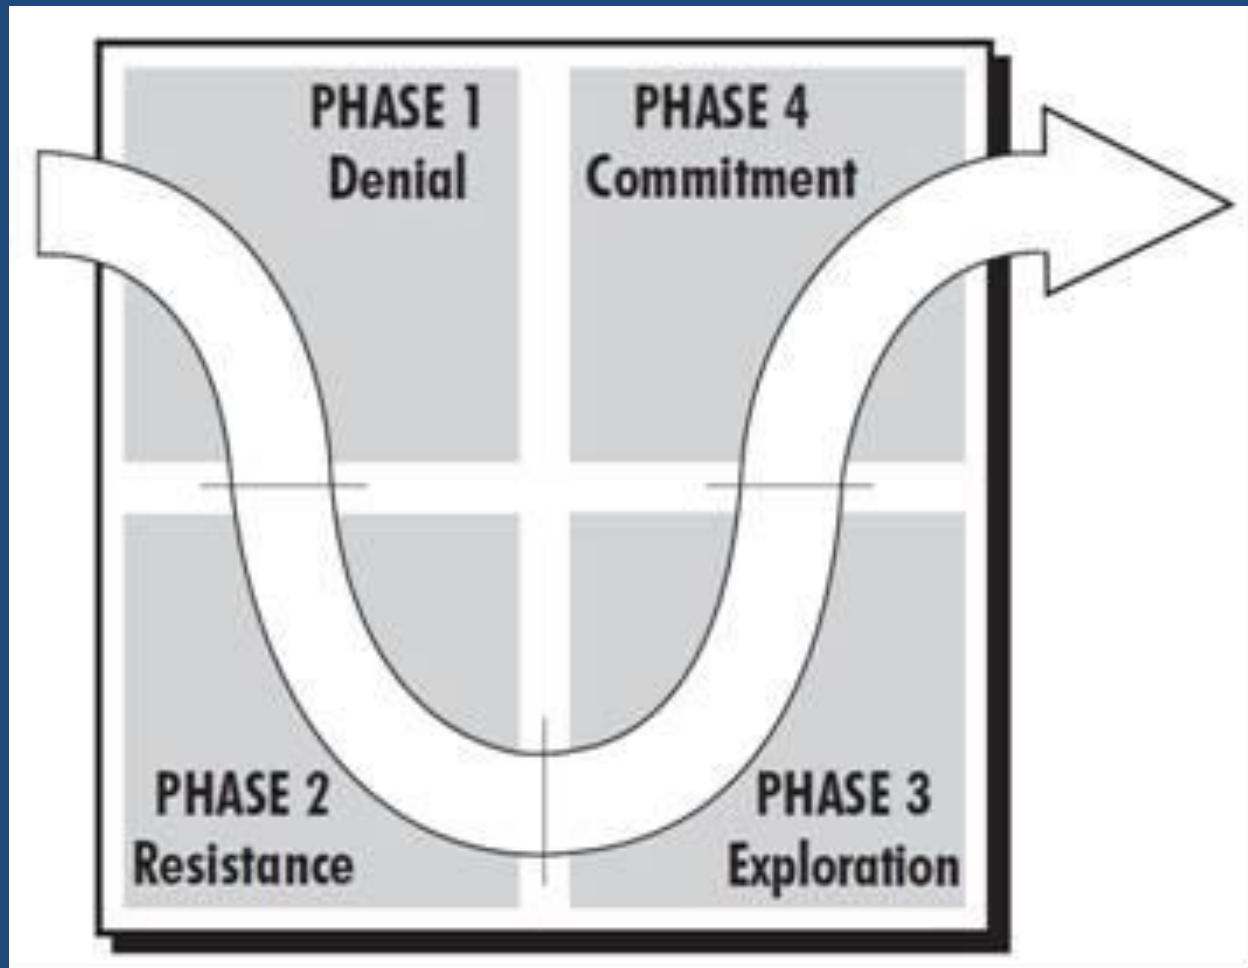 PHASE 1
Denial
PHASE 4
Commitment
PHASE 2
Resistance
PHASE 3
Exploration